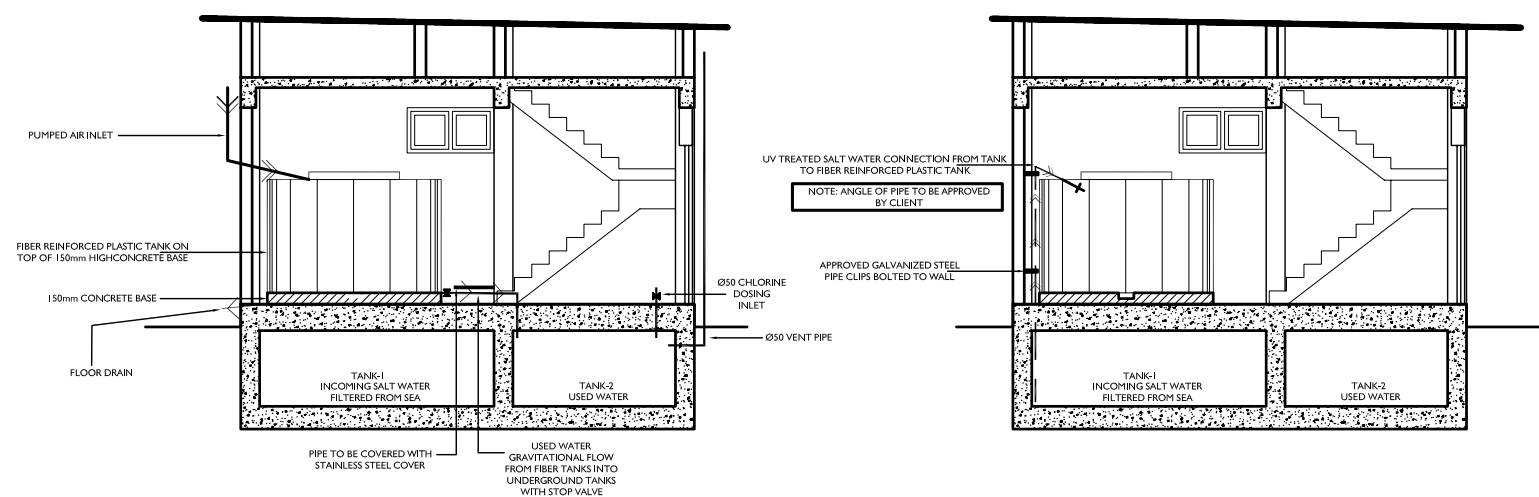 PUMPED AIR INLET
FIBER REINFORCED PLASTIC TANK ON
TOP OF 150mm HIGHCONCRETE BASE
150mm CONCRETE BASE
FLOOR DRAIN
TANK-1
INCOMING SALT WATER
FILTERED FROM SEA
TANK-2
USED WATER
PIPE TO BE COVERED WITH
STAINLESS STEEL COVER
USED WATER
GRAVITATIONAL FLOW
FROM FIBER TANKS INTO
UNDERGROUND TANKS
WITH STOP VALVE
Ø50 CHLORINE
DOSING
INLET
Ø50 VENT PIPE
UV TREATED SALT WATER CONNECTION FROM TANK
TO FIBER REINFORCED PLASTIC TANK
NOTE: ANGLE OF PIPE TO BE APPROVED
BY CLIENT
APPROVED GALVANIZED STEEL
PIPE CLIPS BOLTED TO WALL
TANK-1
INCOMING SALT WATER
FILTERED FROM SEA
TANK-2
USED WATER